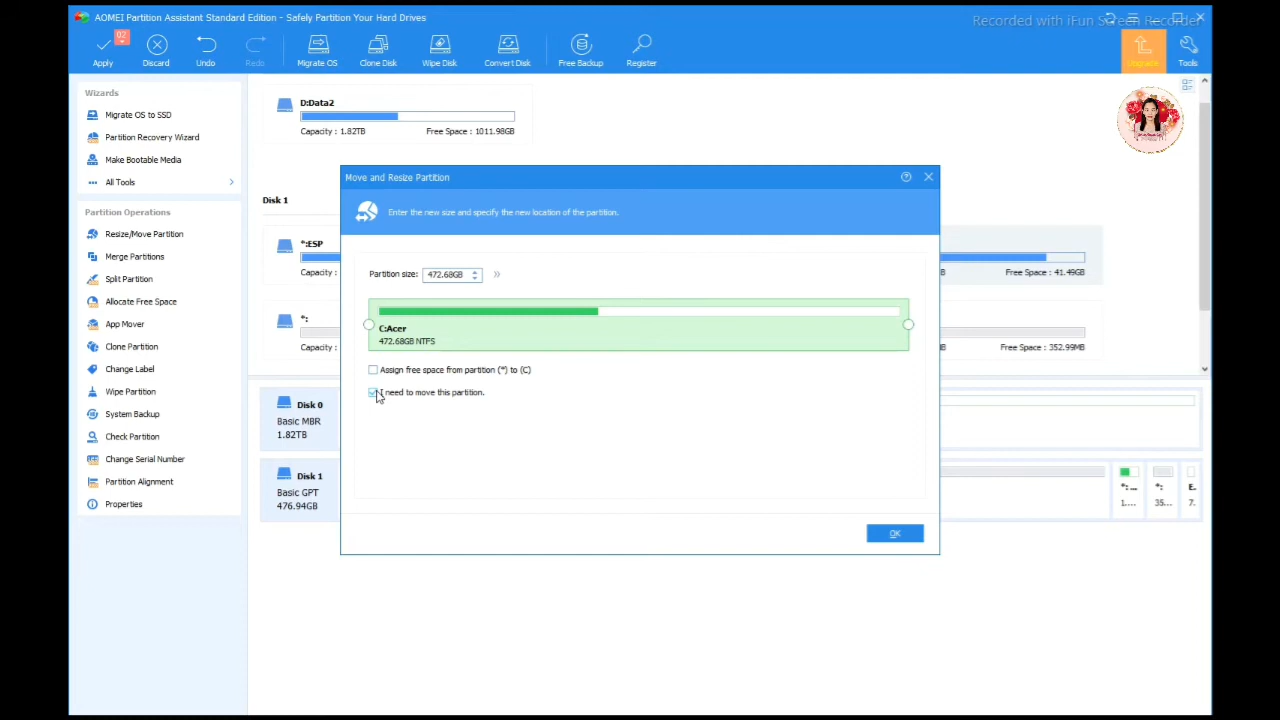 AOMEI Partition Assistant Standard Edition - Safely Partition Your Hard Drives
Recorded with iFun Screen Recorder
02
Apply
Discard
Undo
Redo
Migrate OS
Clone Disk
Wipe Disk
Convert Disk
Free Backup
Register
Upgrade
Tools
Wizards
Migrate OS to SSD
Partition Recovery Wizard
Make Bootable Media
All Tools
Partition Operations
Resize/Move Partition
Merge Partitions
Split Partition
Allocate Free Space
App Mover
Clone Partition
Change Label
Wipe Partition
System Backup
Check Partition
Change Serial Number
Partition Alignment
Properties
D:Data2
Capacity : 1.82TB Free Space : 1011.98GB
Disk 1
*:ESP
Capacity :
B Free Space : 41.49GB
*:
Capacity :
B Free Space : 352.99MB
Move and Resize Partition
Enter the new size and specify the new location of the partition.
Partition size: 472.68GB »
C:Acer
472.68GB NTFS
Assign free space from partition (*) to (C)
I need to move this partition.
OK
Disk 0
Basic MBR
1.82TB
Disk 1
Basic GPT
476.94GB
*: ...
1....
*:
35...
E.
7.